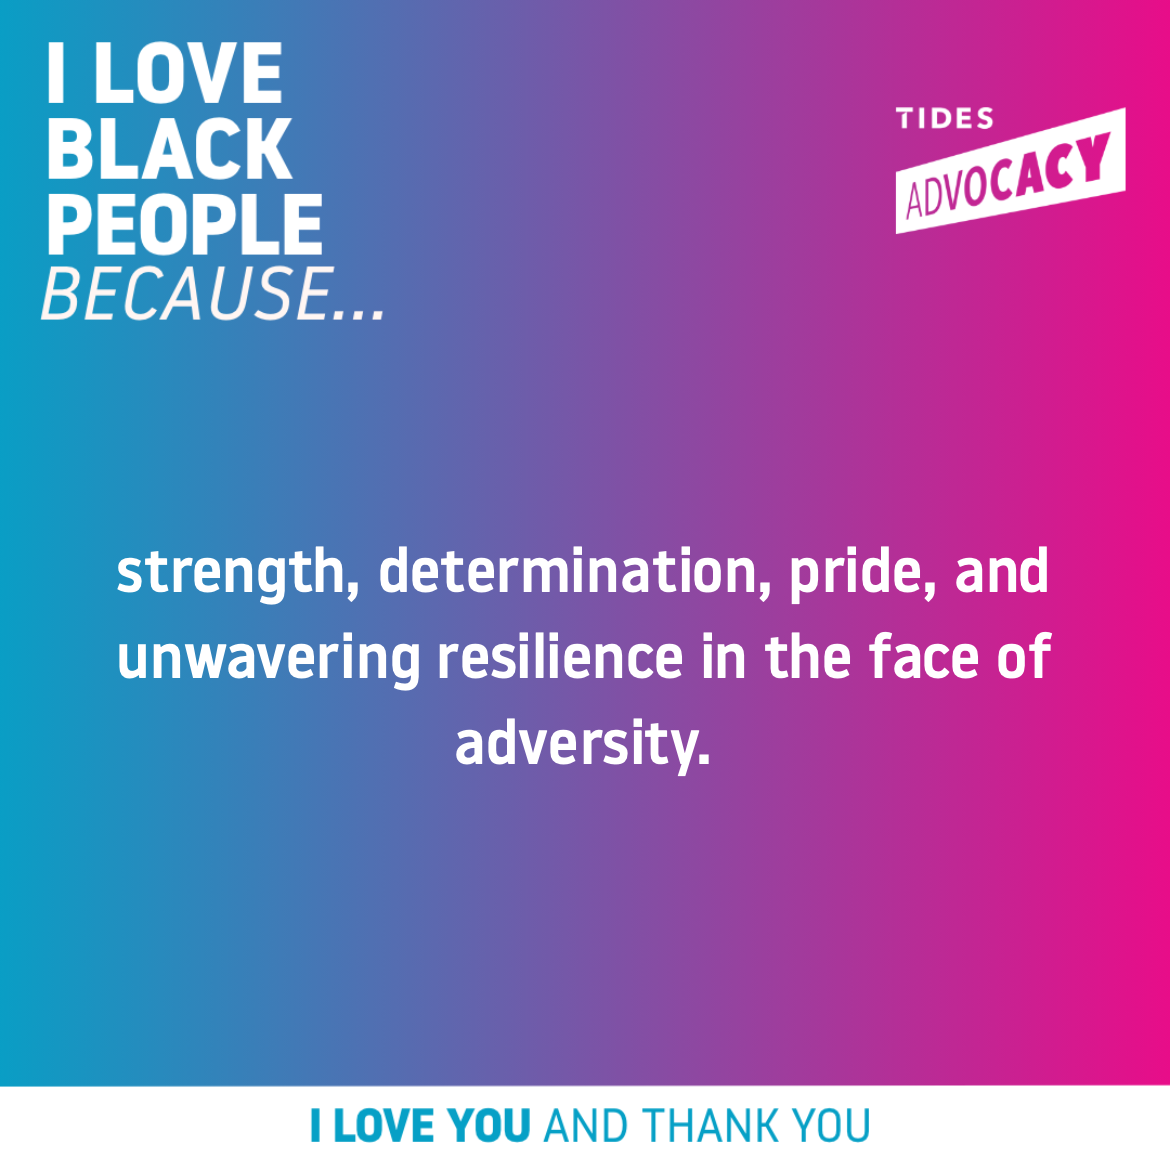 I LOVE
BLACK
PEOPLE
BECAUSE...
TIDES
ADVOCACY
strength, determination, pride, and
unwavering resilience in the face of
adversity.
I LOVE YOU AND THANK YOU